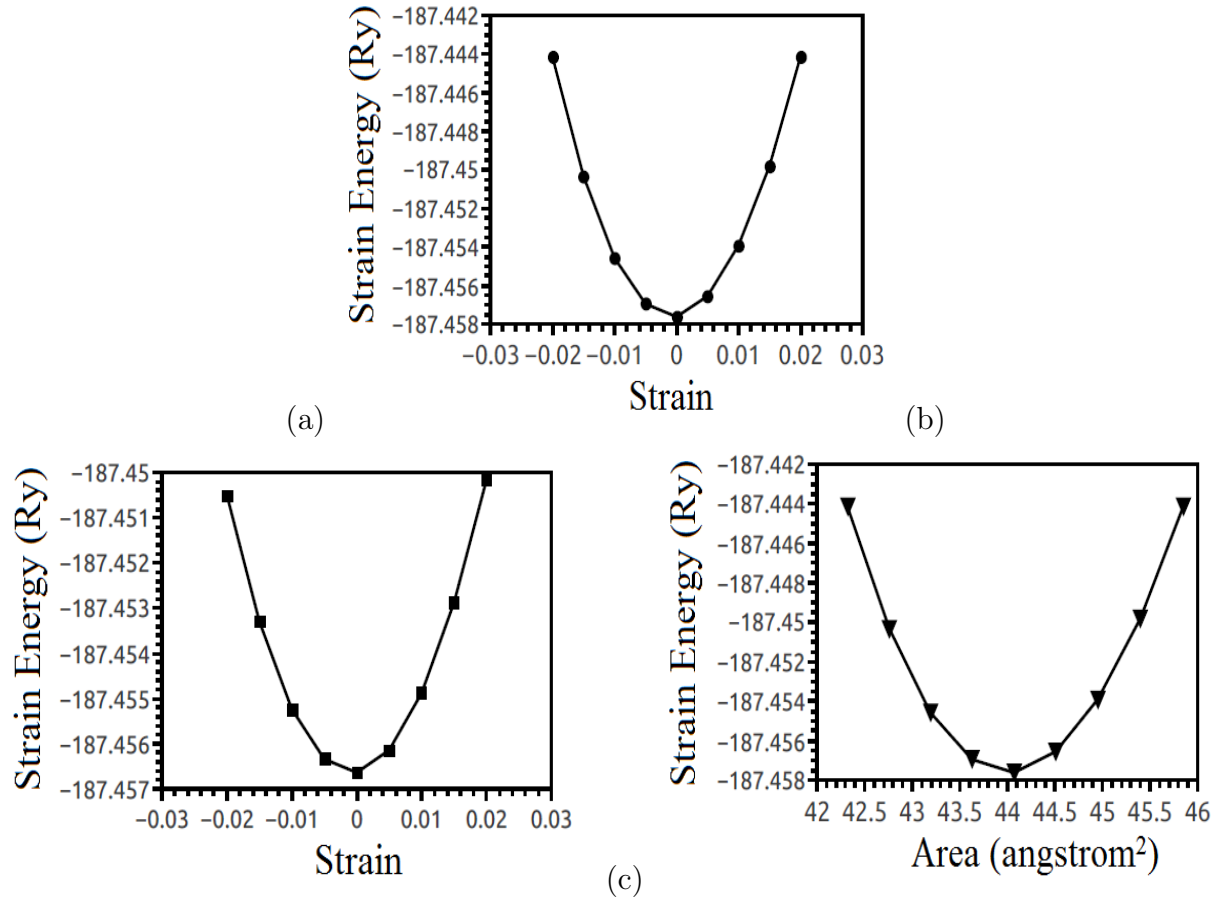 Strain Energy (Ry)
−187.442
−187.444
−187.446
−187.448
−187.45
−187.452
−187.454
−187.456
−187.458
−0.03 −0.02 −0.01 0 0.01 0.02 0.03
Strain
(a)
(b)
Strain Energy (Ry)
−187.45
−187.451
−187.452
−187.453
−187.454
−187.455
−187.456
−187.457
−0.03 −0.02 −0.01 0 0.01 0.02 0.03
Strain
Strain Energy (Ry)
−187.442
−187.444
−187.446
−187.448
−187.45
−187.452
−187.454
−187.456
−187.458
42 42.5 43 43.5 44 44.5 45 45.5 46
Area (angstrom²)
(c)